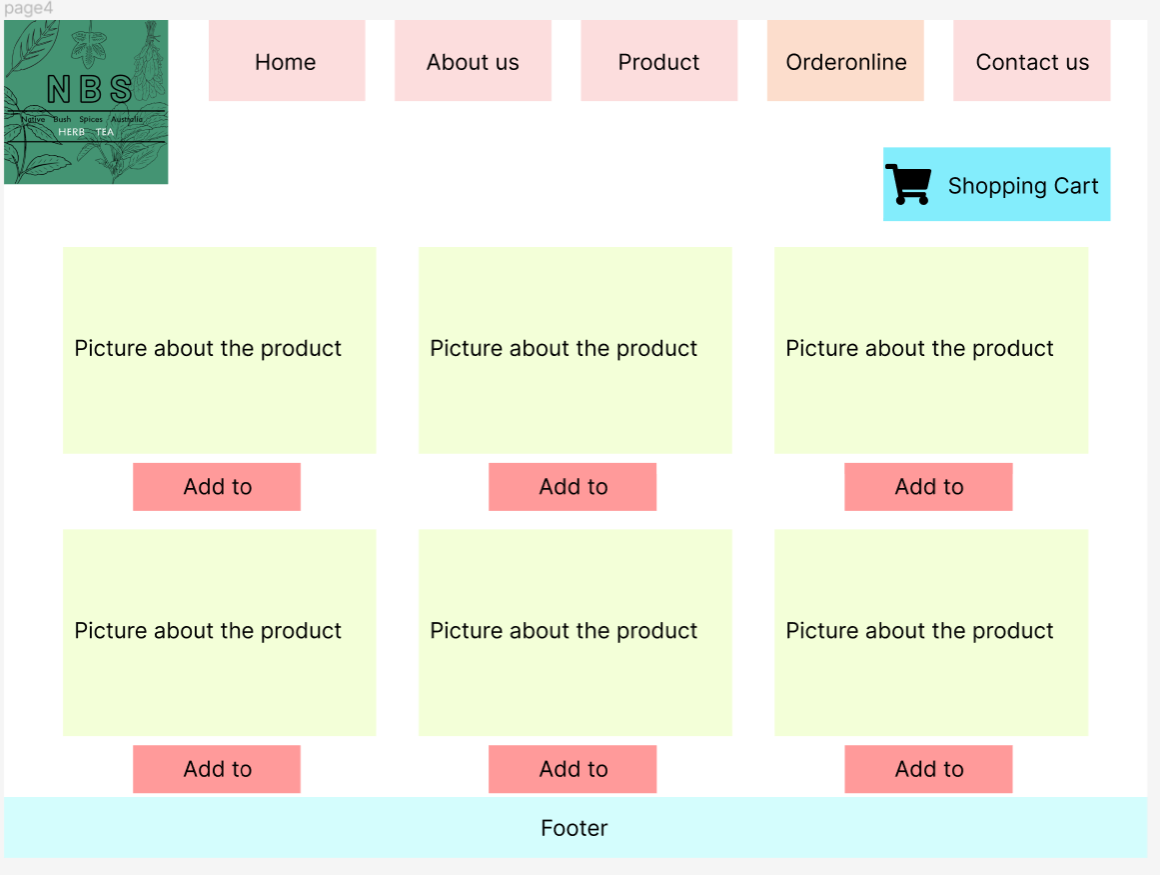 page4
NBS
Native Bush Spices Australia
HERB TEA
Home
About us
Product
Orderonline
Contact us
Shopping Cart
Picture about the product
Picture about the product
Picture about the product
Add to
Add to
Add to
Picture about the product
Picture about the product
Picture about the product
Add to
Add to
Add to
Footer